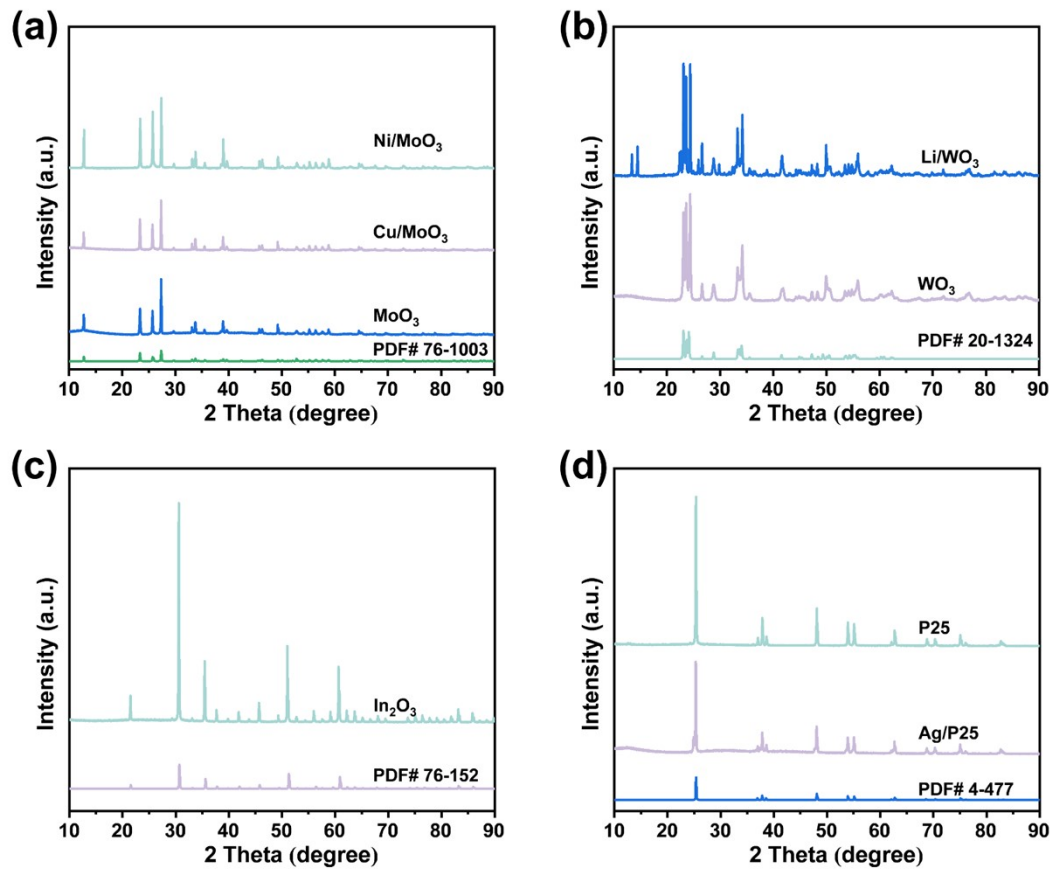 (a)
Intensity (a.u.)
Ni/MoO₃
Cu/MoO₃
MoO₃
PDF# 76-1003
10 20 30 40 50 60 70 80 90
2 Theta (degree)
(b)
Intensity (a.u.)
Li/WO₃
WO₃
PDF# 20-1324
10 20 30 40 50 60 70 80 90
2 Theta (degree)
(c)
Intensity (a.u.)
In₂O₃
PDF# 76-152
10 20 30 40 50 60 70 80 90
2 Theta (degree)
(d)
Intensity (a.u.)
P25
Ag/P25
PDF# 4-477
10 20 30 40 50 60 70 80 90
2 Theta (degree)